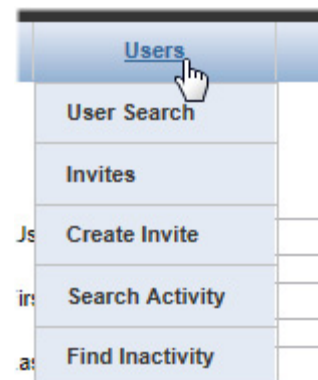 Users
User Search
Invites
Create Invite
Search Activity
Find Inactivity